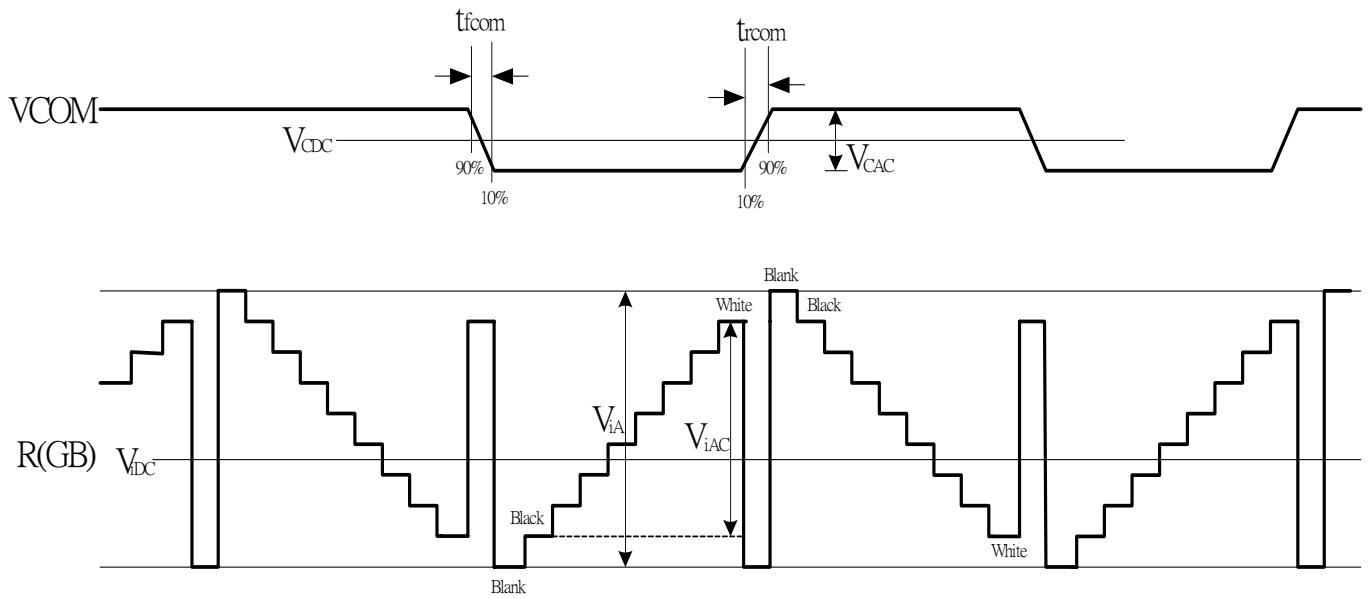 tfcom
trcom
VCOM
VCDC
VCAC
90%
90%
10%
10%
Blank
White
Black
ViA
ViAC
R(GB)
ViDC
Black
White
Blank